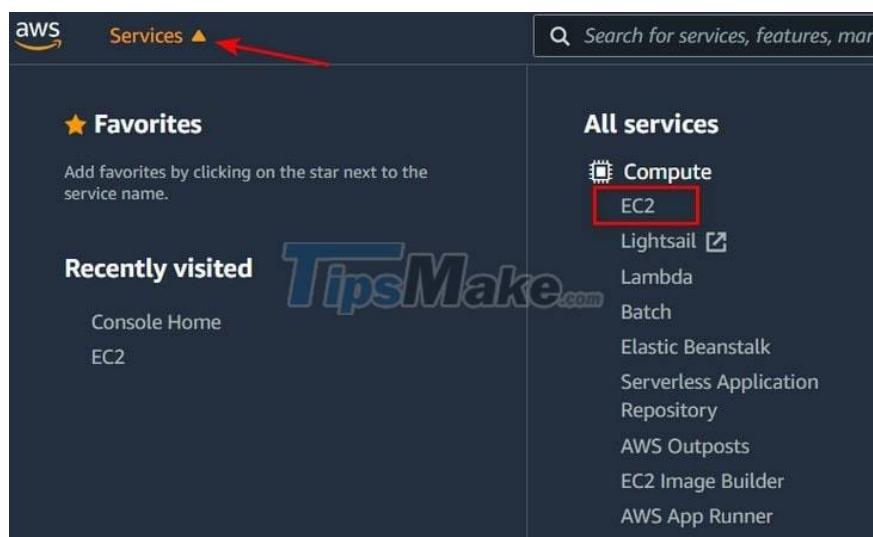 aws
Services
Search for services, features, mar
Favorites
Add favorites by clicking on the star next to the
service name.
Recently visited
Console Home
EC2
All services
Compute
EC2
Lightsail
Lambda
Batch
Elastic Beanstalk
Serverless Application
Repository
AWS Outposts
EC2 Image Builder
AWS App Runner
TipsMake.com